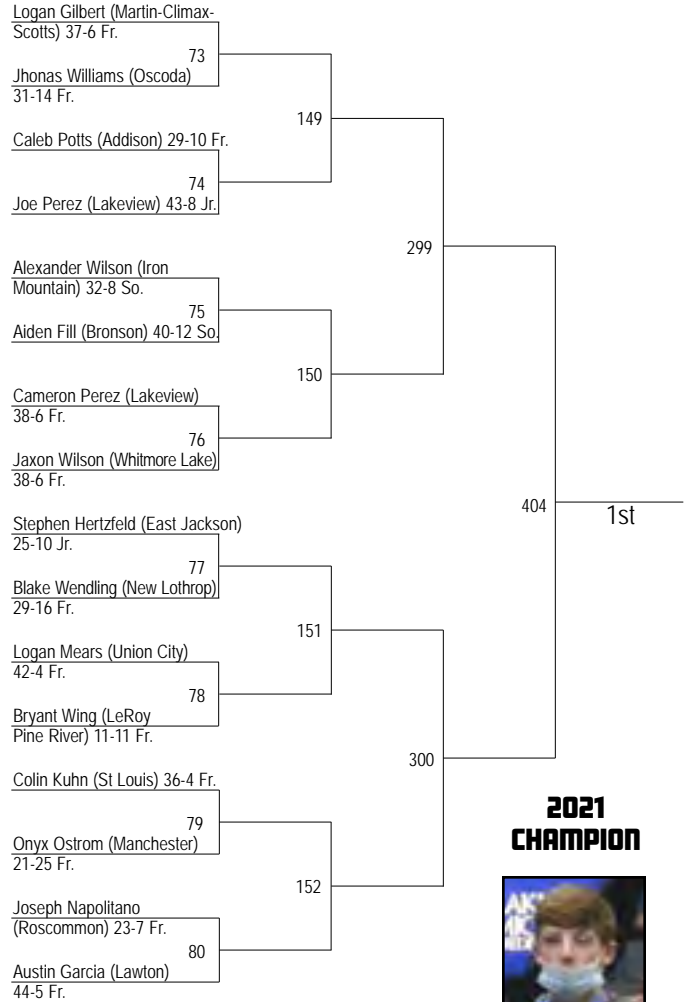 Logan Gilbert (Martin-Climax-
Scotts) 37-6 Fr.
73
Jhonas Williams (Oscoda)
31-14 Fr.
149
Caleb Potts (Addison) 29-10 Fr.
74
Joe Perez (Lakeview) 43-8 Jr.
299
Alexander Wilson (Iron
Mountain) 32-8 So.
75
Aiden Fill (Bronson) 40-12 So.
150
Cameron Perez (Lakeview)
38-6 Fr.
76
Jaxon Wilson (Whitmore Lake)
38-6 Fr.
404
1st
Stephen Hertzfeld (East Jackson)
25-10 Jr.
77
Blake Wendling (New Lothrop)
29-16 Fr.
151
Logan Mears (Union City)
42-4 Fr.
78
Bryant Wing (LeRoy
Pine River) 11-11 Fr.
300
Colin Kuhn (St Louis) 36-4 Fr.
79
Onyx Ostrom (Manchester)
21-25 Fr.
152
Joseph Napolitano
(Roscommon) 23-7 Fr.
80
Austin Garcia (Lawton)
44-5 Fr.
2021
CHAMPION